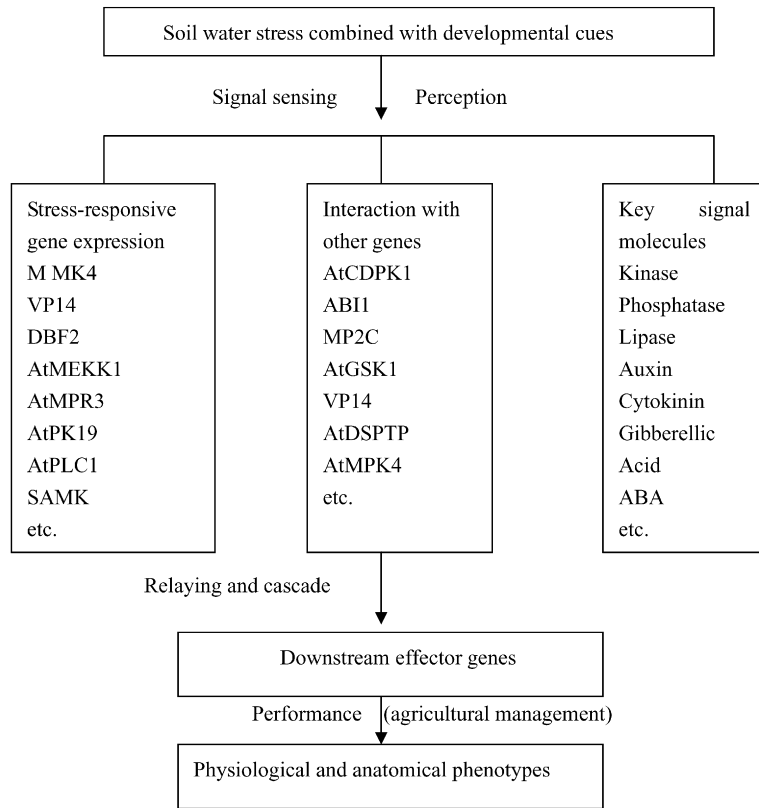 Soil water stress combined with developmental cues
Signal sensing Perception
Stress-responsive
gene expression
M MK4
VP14
DBF2
AtMEKK1
AtMPR3
AtPK19
AtPLC1
SAMK
etc.
Interaction with
other genes
AtCDPK1
ABI1
MP2C
AtGSK1
VP14
AtDSPTP
AtMPK4
etc.
Key signal
molecules
Kinase
Phosphatase
Lipase
Auxin
Cytokinin
Gibberellic
Acid
ABA
etc.
Relaying and cascade
Downstream effector genes
Performance (agricultural management)
Physiological and anatomical phenotypes